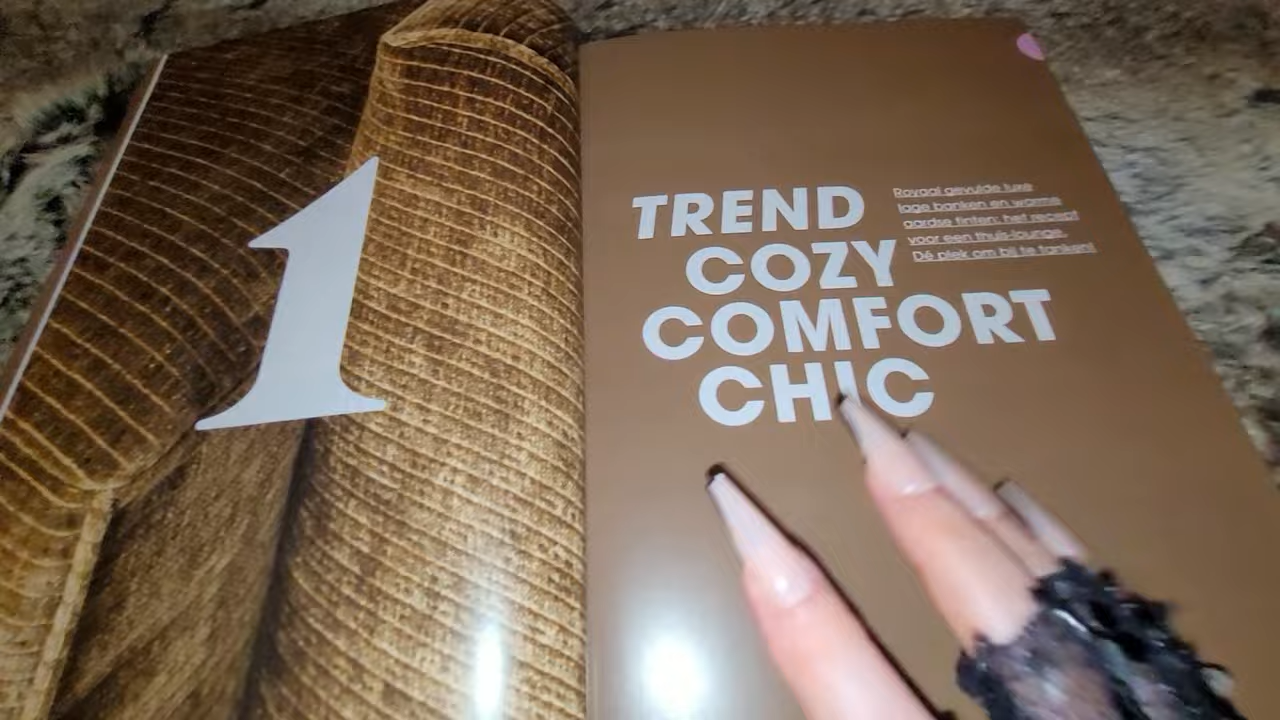 1
TREND
COZY
COMFORT
CHIC
Royaal gevulde luxe
lage banken en warme
aardse tinten: het recept
voor een thuis-lounge.
Dé plek om bij te tanken!